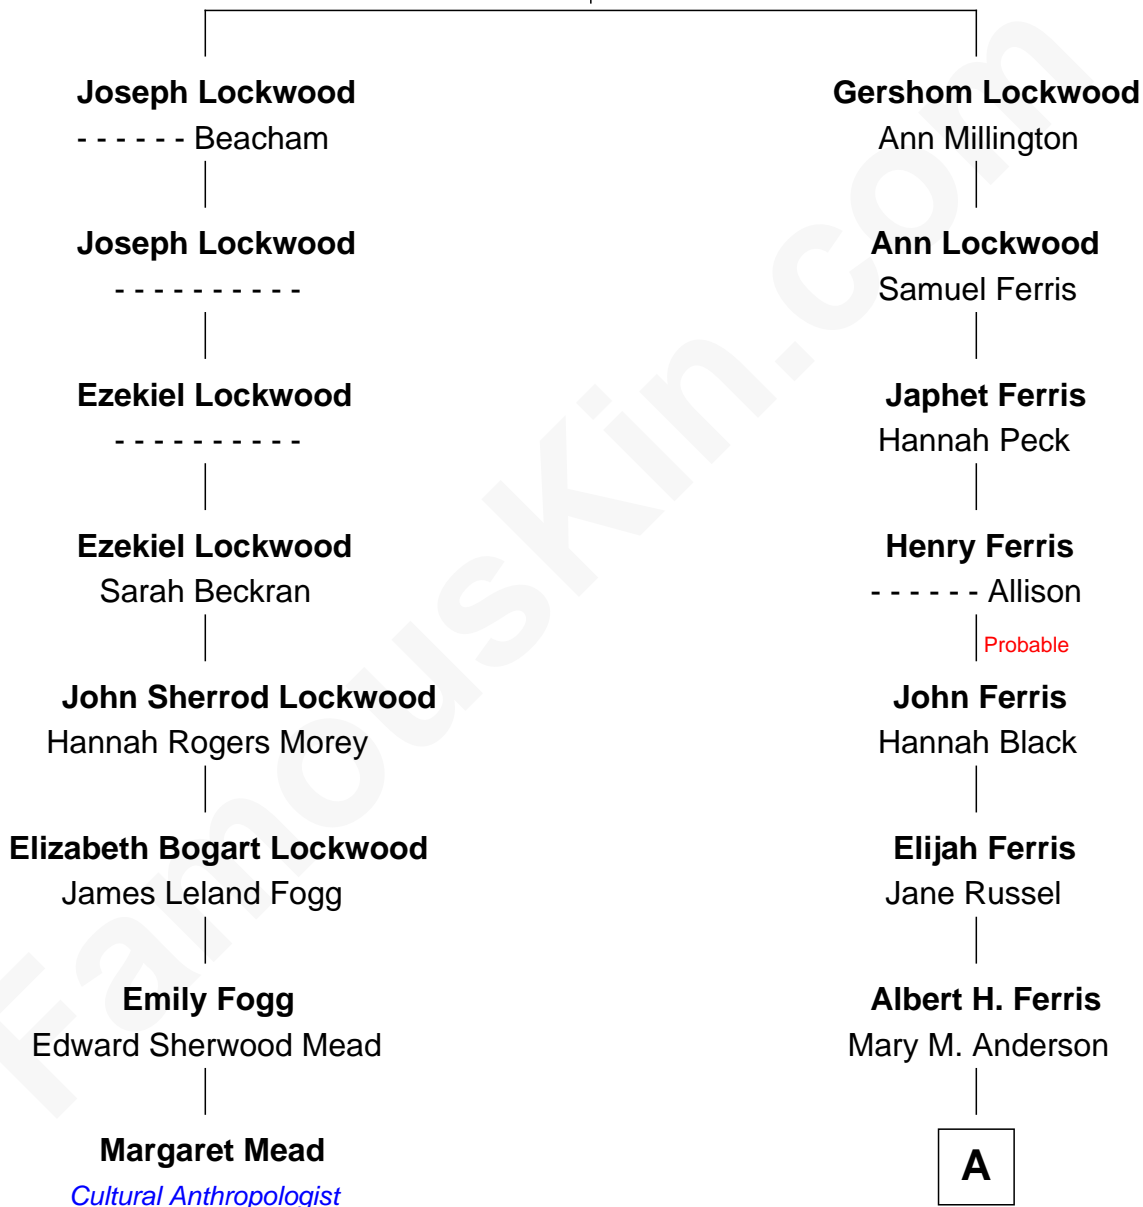 Joseph Lockwood
- - - - - - Beacham
Joseph Lockwood
- - - - - - - - - -
Ezekiel Lockwood
- - - - - - - - - -
Ezekiel Lockwood
Sarah Beckran
John Sherrod Lockwood
Hannah Rogers Morey
Elizabeth Bogart Lockwood
James Leland Fogg
Emily Fogg
Edward Sherwood Mead
Margaret Mead
Cultural Anthropologist
Gershom Lockwood
Ann Millington
Ann Lockwood
Samuel Ferris
Japhet Ferris
Hannah Peck
Henry Ferris
- - - - - - Allison
Probable
John Ferris
Hannah Black
Elijah Ferris
Jane Russel
Albert H. Ferris
Mary M. Anderson
A
FamousKin.com